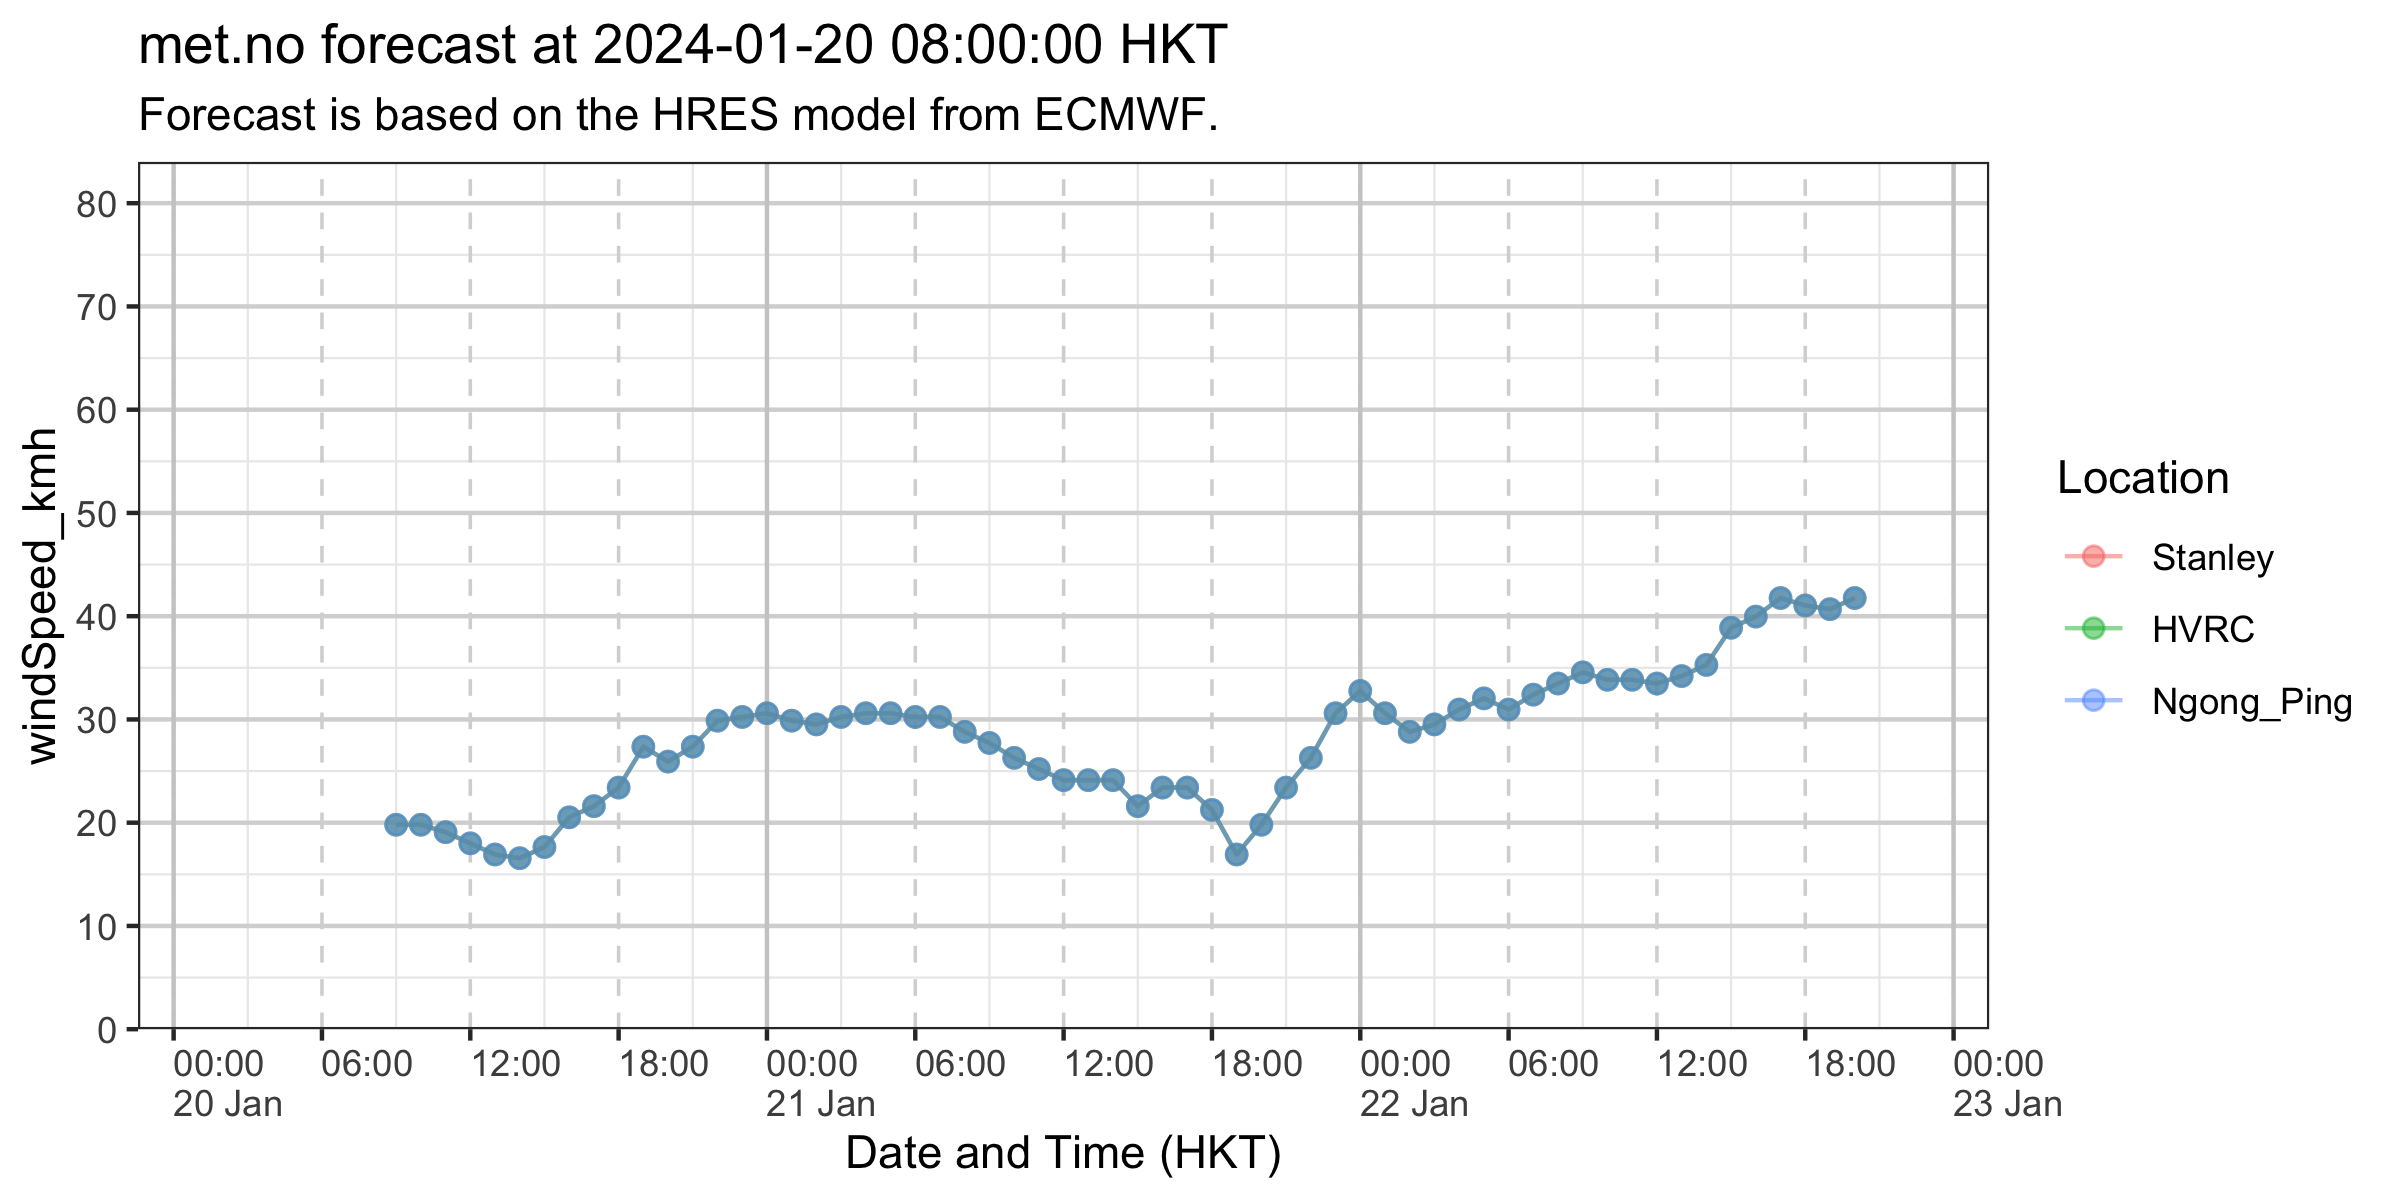 met.no forecast at 2024-01-20 08:00:00 HKT
Forecast is based on the HRES model from ECMWF.
windSpeed_kmh
80
70
60
50
40
30
20
10
0
00:00 06:00 12:00 18:00 00:00 06:00 12:00 18:00 00:00 06:00 12:00 18:00 00:00
20 Jan 21 Jan 22 Jan 23 Jan
Date and Time (HKT)
Location
Stanley
HVRC
Ngong_Ping